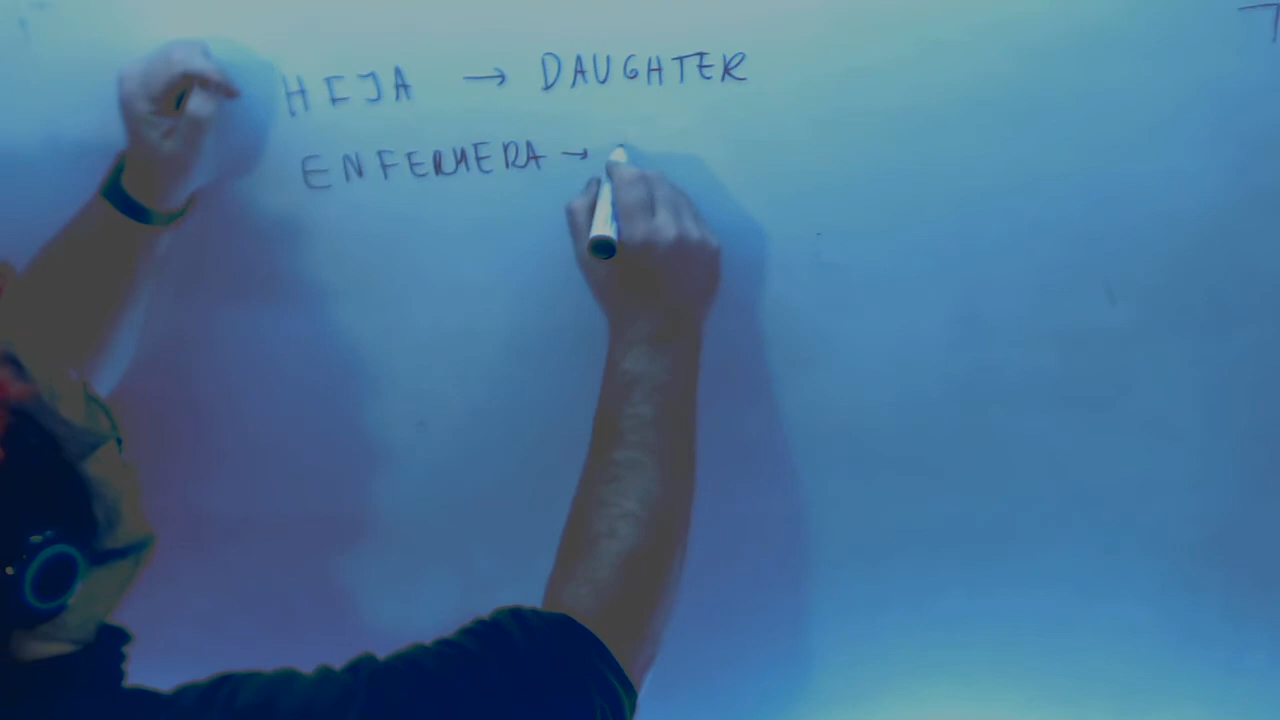 HIJA → DAUGHTER
ENFERMERA →